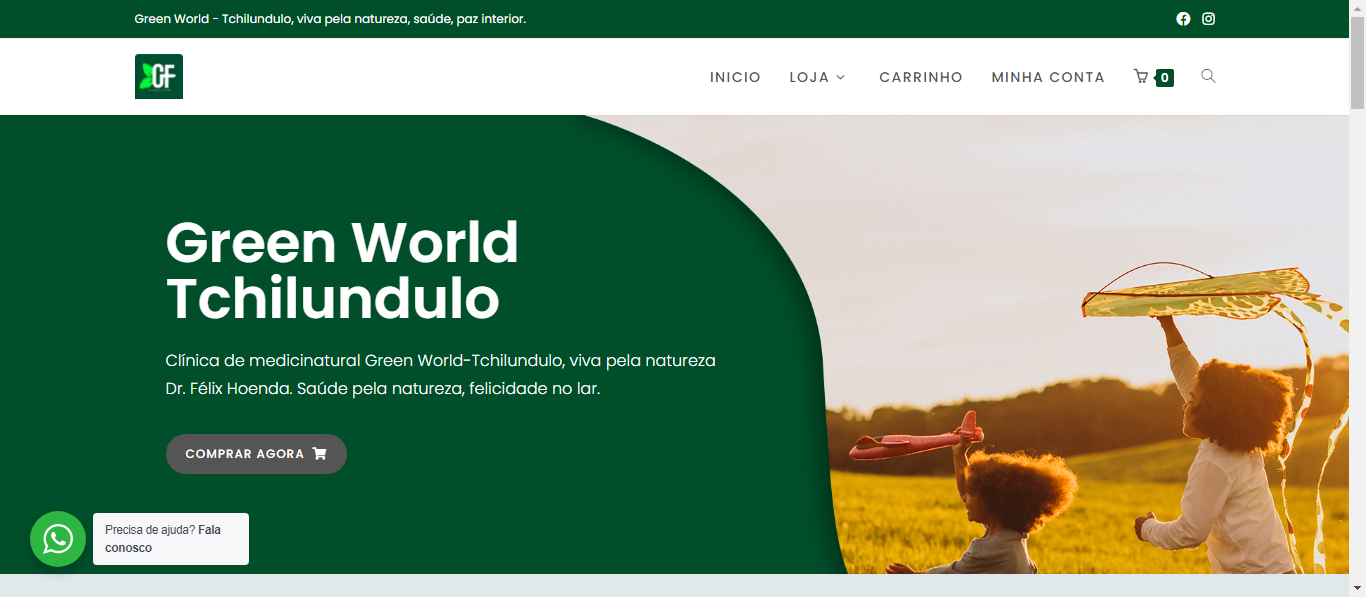 Green World - Tchilundulo, viva pela natureza, saúde, paz interior.
GF
INICIO LOJA CARRINHO MINHA CONTA 0
Green World
Tchilundulo
Clínica de medicinatural Green World-Tchilundulo, viva pela natureza
Dr. Félix Hoenda. Saúde pela natureza, felicidade no lar.
COMPRAR AGORA
Precisa de ajuda? Fala
conosco